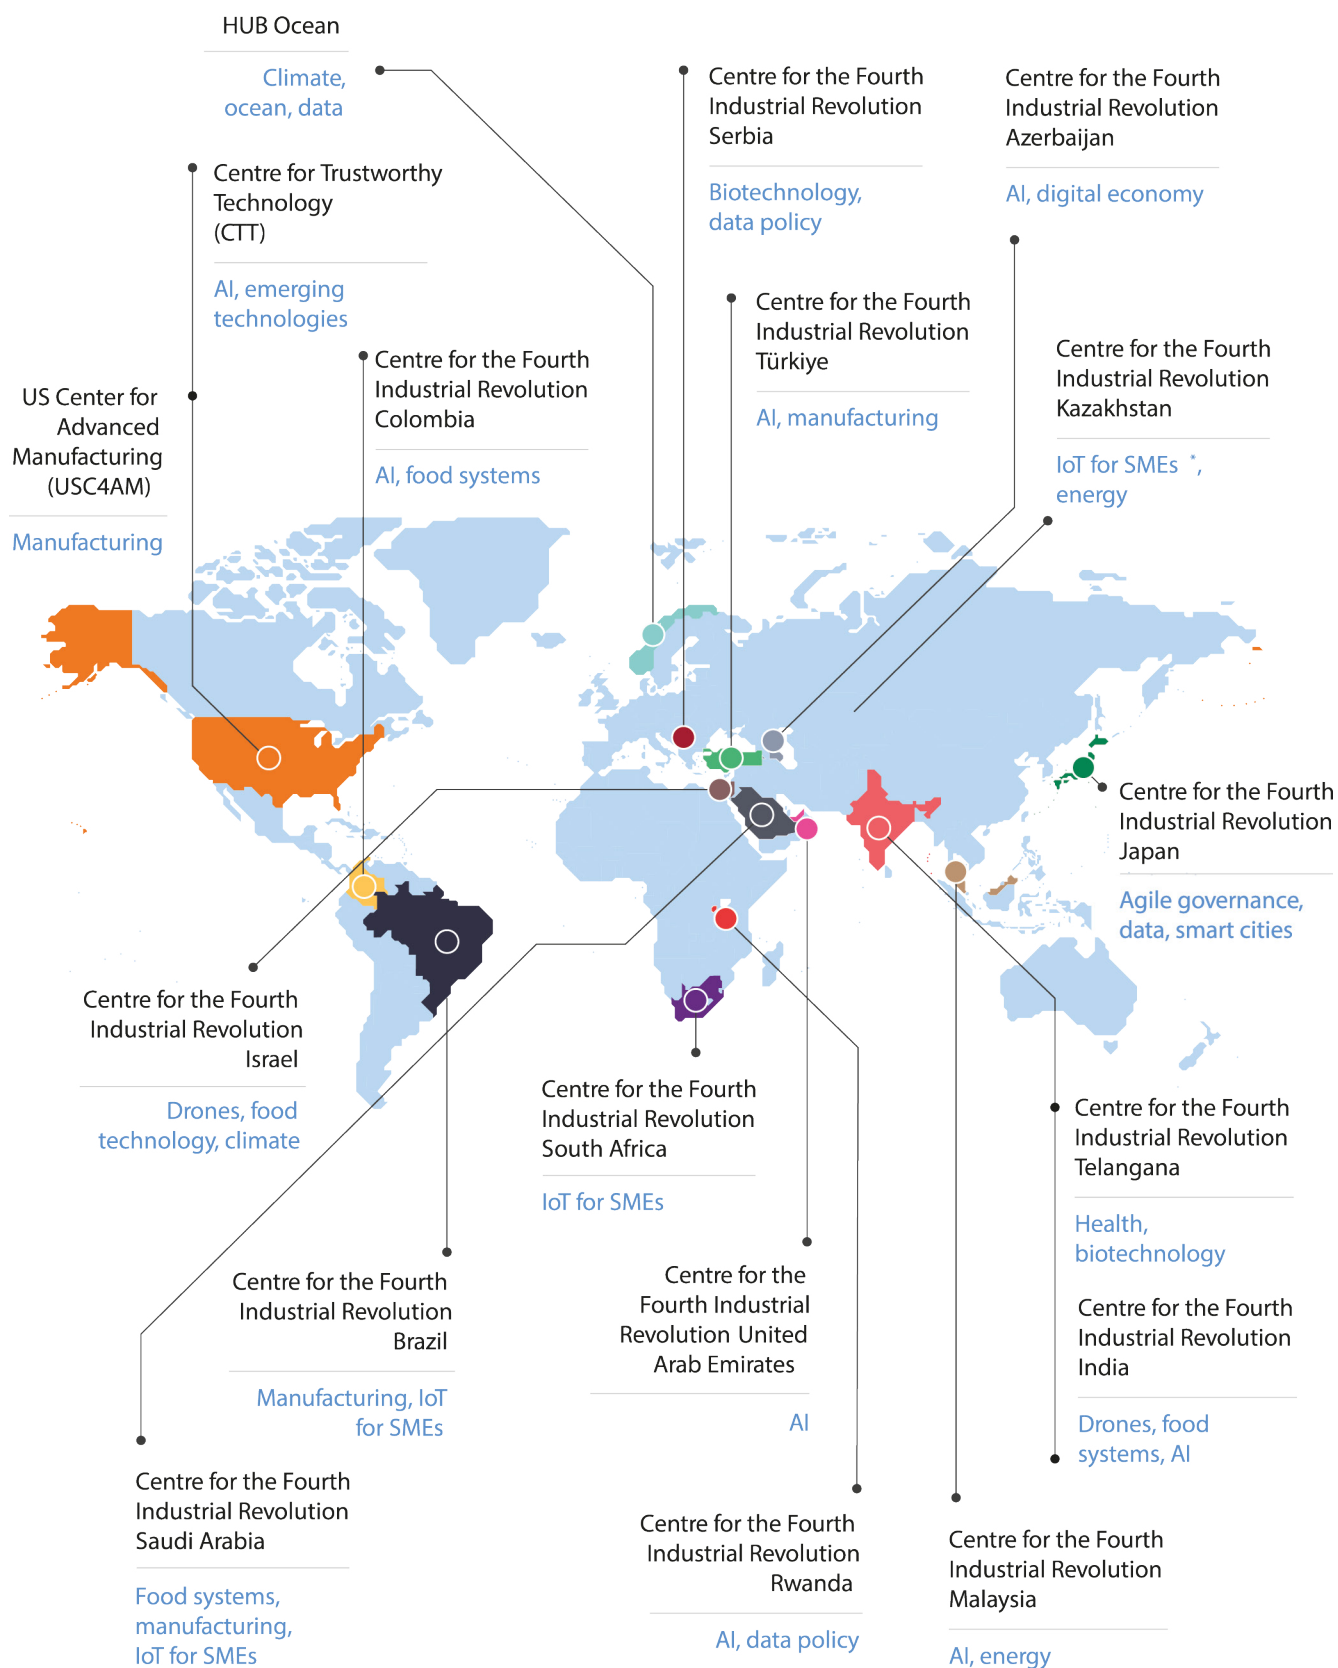 HUB Ocean
Climate,
ocean, data
Centre for Trustworthy
Technology
(CTT)
AI, emerging
technologies
US Center for
Advanced
Manufacturing
(USC4AM)
Manufacturing
Centre for the Fourth
Industrial Revolution
Colombia
AI, food systems
Centre for the Fourth
Industrial Revolution
Serbia
Biotechnology,
data policy
Centre for the Fourth
Industrial Revolution
Azerbaijan
AI, digital economy
Centre for the Fourth
Industrial Revolution
Türkiye
AI, manufacturing
Centre for the Fourth
Industrial Revolution
Kazakhstan
IoT for SMEs *,
energy
Centre for the Fourth
Industrial Revolution
Japan
Agile governance,
data, smart cities
Centre for the Fourth
Industrial Revolution
Israel
Drones, food
technology, climate
Centre for the Fourth
Industrial Revolution
South Africa
IoT for SMEs
Centre for the Fourth
Industrial Revolution
Telangana
Health,
biotechnology
Centre for the Fourth
Industrial Revolution
Brazil
Manufacturing, IoT
for SMEs
Centre for the
Fourth Industrial
Revolution United
Arab Emirates
AI
Centre for the Fourth
Industrial Revolution
India
Drones, food
systems, AI
Centre for the Fourth
Industrial Revolution
Saudi Arabia
Food systems,
manufacturing,
IoT for SMEs
Centre for the Fourth
Industrial Revolution
Rwanda
AI, data policy
Centre for the Fourth
Industrial Revolution
Malaysia
AI, energy